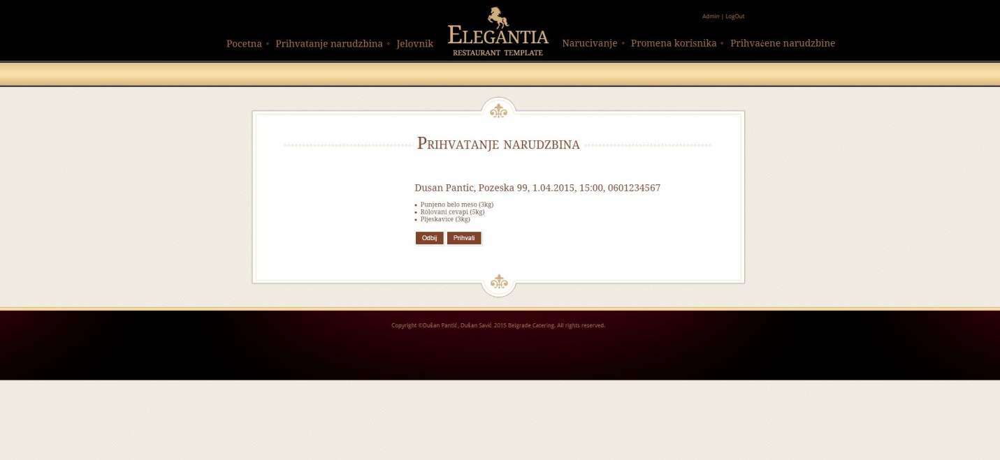 Admin | LogOut
Pocetna Prihvatanje narudzbina Jelovnik
ELEGANTIA
RESTAURANT TEMPLATE
Narucivanje Promena korisnika Prihvaćene narudzbine
PRIHVATANJE NARUDZBINA
Dusan Pantic, Pozeska 99, 1.04.2015, 15:00, 0601234567
• Punjeno belo meso (3kg)
• Rolovani cevapi (5kg)
• Pljeskavice (3kg)
Odbij Prihvati
Copyright ©Dušan Pantić, Dušan Savić 2015 Belgrade Catering. All rights reserved.